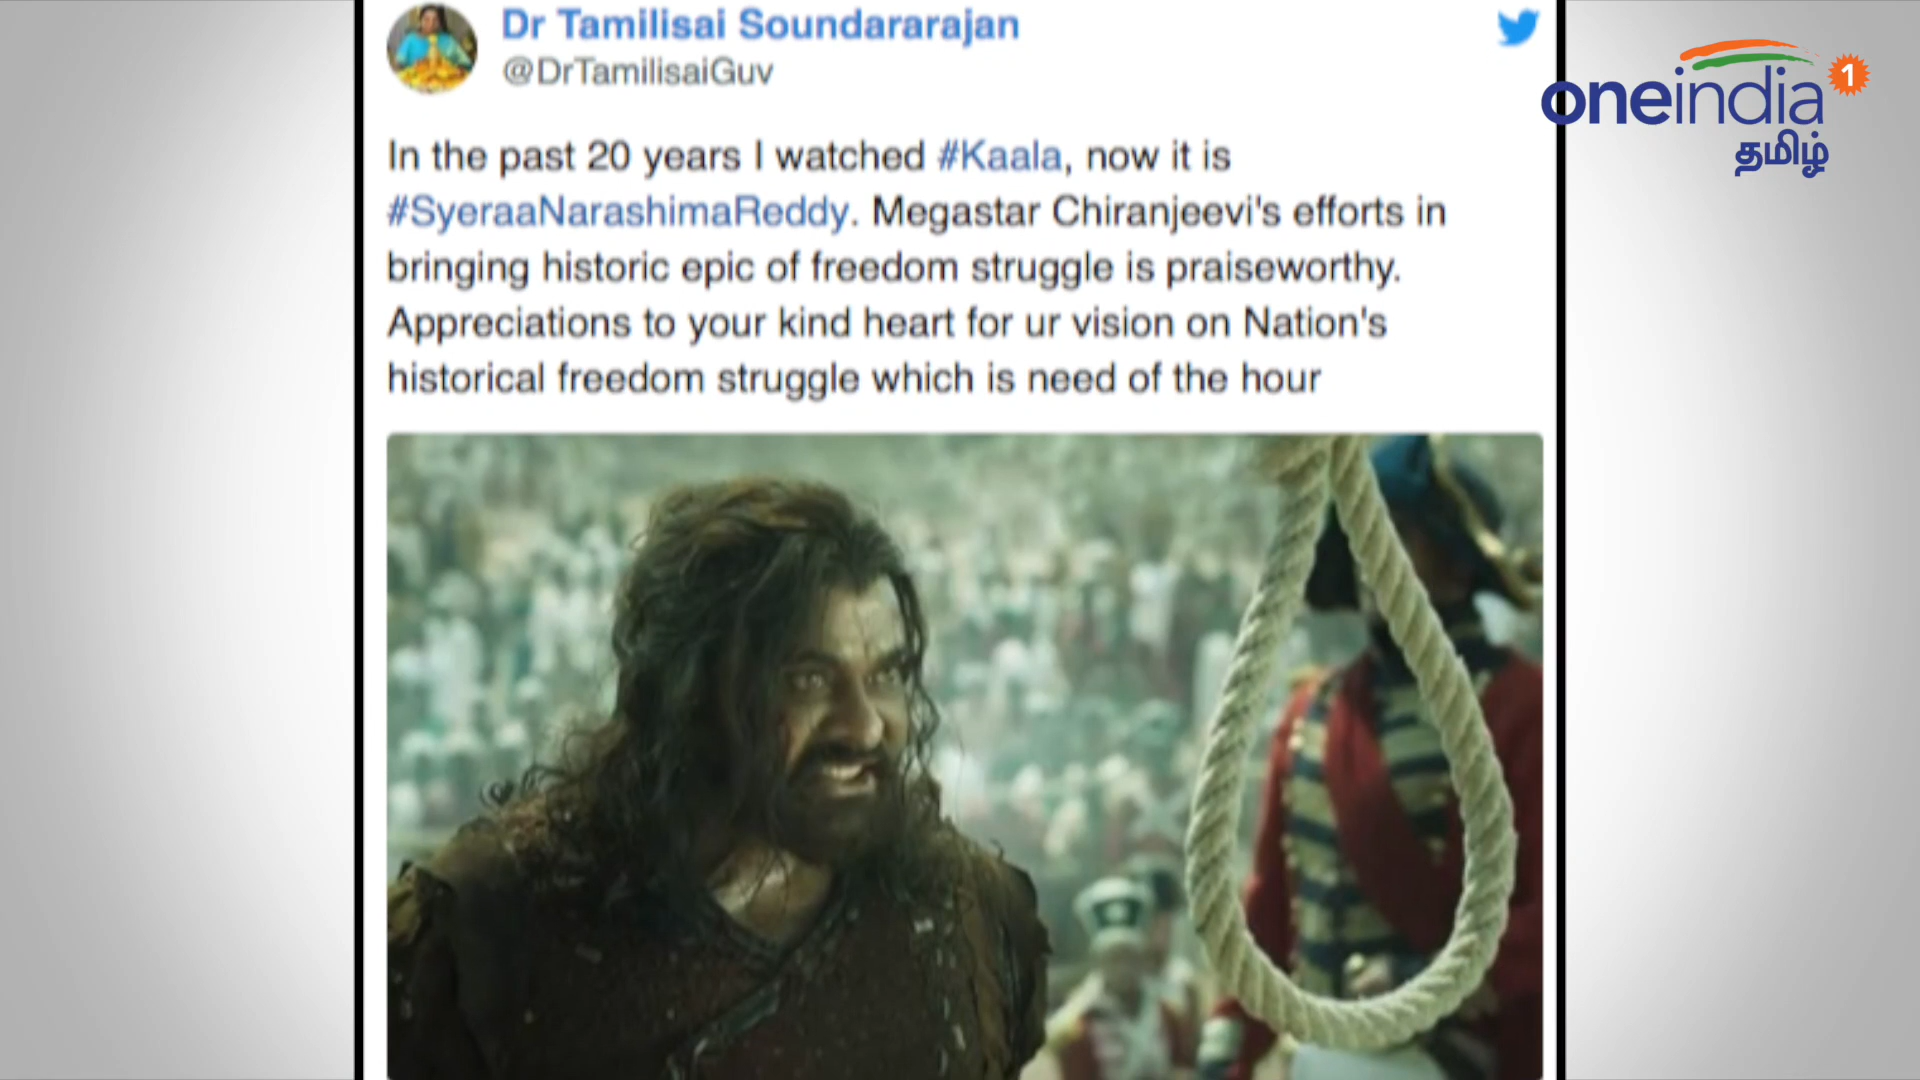 Dr Tamilisai Soundararajan
@DrTamilisaiGuv
In the past 20 years I watched #Kaala, now it is
#SyeraaNarashimaReddy. Megastar Chiranjeevi's efforts in
bringing historic epic of freedom struggle is praiseworthy.
Appreciations to your kind heart for ur vision on Nation's
historical freedom struggle which is need of the hour
oneindia
1
தமிழ்